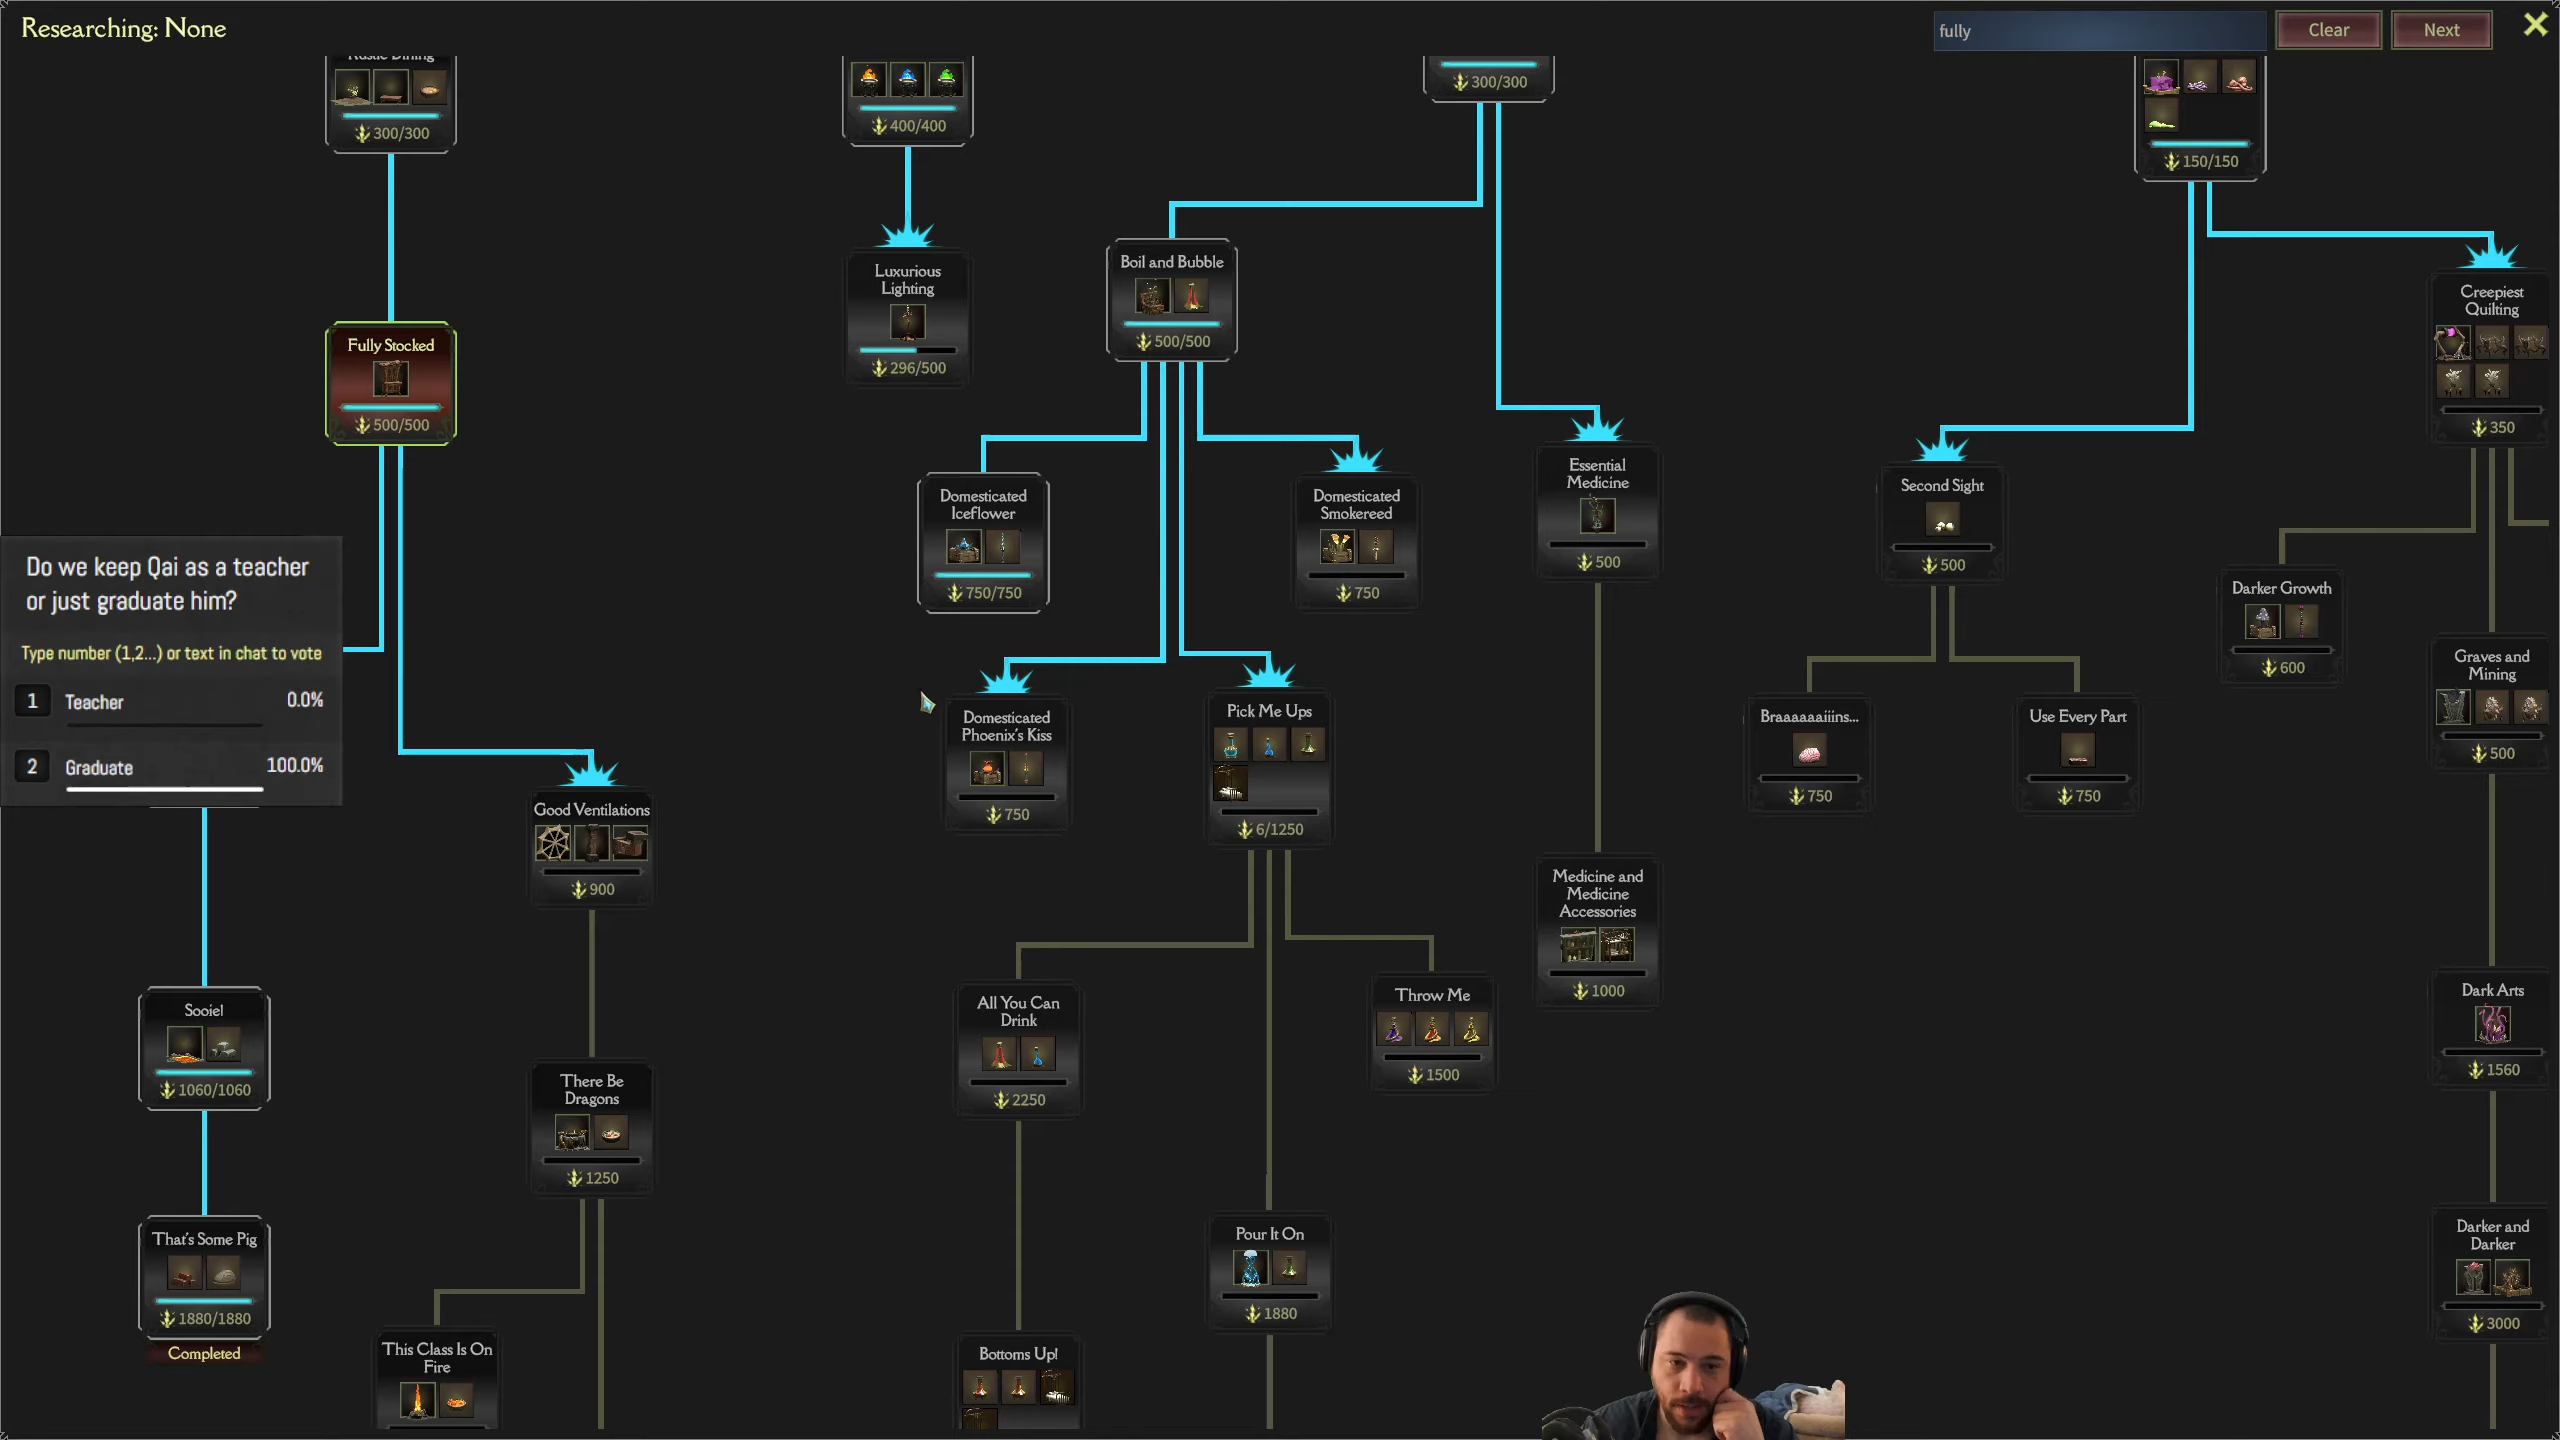 Researching: None
fully
Clear
Next
Rustic Dining
300/300
400/400
300/300
150/150
Luxurious
Lighting
296/500
Boil and Bubble
500/500
Creepiest
Quilting
350
Fully Stocked
500/500
Essential
Medicine
500
Second Sight
500
Domesticated
Iceflower
750/750
Domesticated
Smokereed
750
Darker Growth
600
Do we keep Qai as a teacher
or just graduate him?
Type number (1,2...) or text in chat to vote
1 Teacher 0.0%
2 Graduate 100.0%
Domesticated
Phoenix's Kiss
750
Pick Me Ups
6/1250
Braaaaaaiiins...
750
Use Every Part
750
Graves and
Mining
500
Good Ventilations
900
Medicine and
Medicine
Accessories
1000
Sooie!
1060/1060
All You Can
Drink
2250
Throw Me
1500
Dark Arts
1560
There Be
Dragons
1250
That's Some Pig
1880/1880
Completed
Pour It On
1880
Darker and
Darker
3000
This Class Is On
Fire
Bottoms Up!